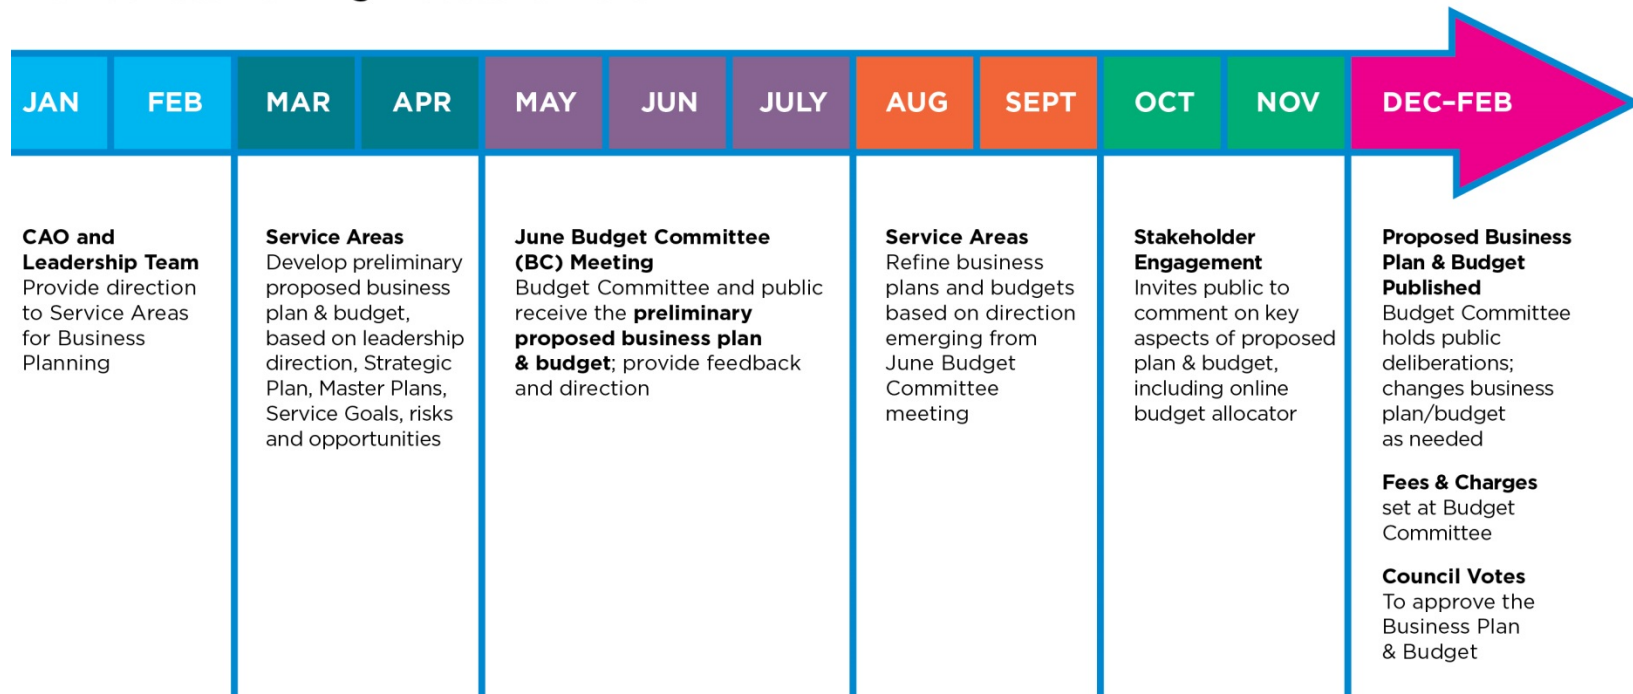 JAN FEB MAR APR MAY JUN JULY AUG SEPT OCT NOV DEC–FEB
CAO and
Leadership Team
Provide direction
to Service Areas
for Business
Planning
Service Areas
Develop preliminary
proposed business
plan & budget,
based on leadership
direction, Strategic
Plan, Master Plans,
Service Goals, risks
and opportunities
June Budget Committee
(BC) Meeting
Budget Committee and public
receive the preliminary
proposed business plan
& budget; provide feedback
and direction
Service Areas
Refine business
plans and budgets
based on direction
emerging from
June Budget
Committee
meeting
Stakeholder
Engagement
Invites public to
comment on key
aspects of proposed
plan & budget,
including online
budget allocator
Proposed Business
Plan & Budget
Published
Budget Committee
holds public
deliberations;
changes business
plan/budget
as needed
Fees & Charges
set at Budget
Committee
Council Votes
To approve the
Business Plan
& Budget